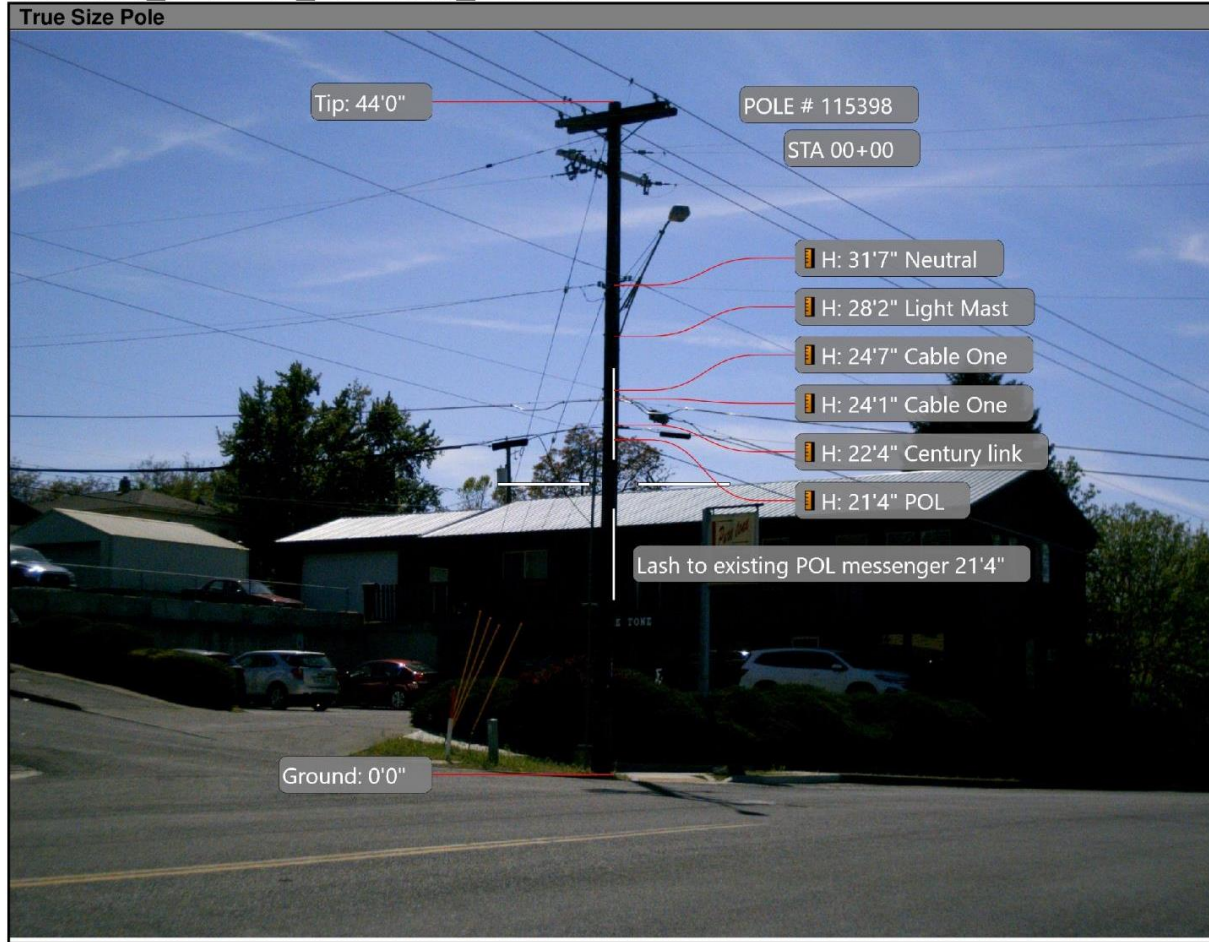 True Size Pole
Tip: 44'0"
POLE # 115398
STA 00+00
H: 31'7" Neutral
H: 28'2" Light Mast
H: 24'7" Cable One
H: 24'1" Cable One
H: 22'4" Century link
H: 21'4" POL
Lash to existing POL messenger 21'4"
E TONE
Ground: 0'0"